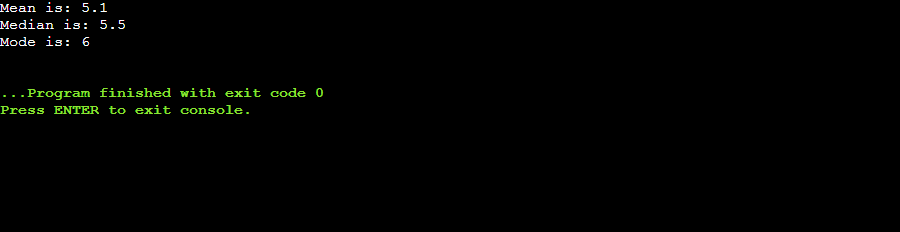 Mean is: 5.1
Median is: 5.5
Mode is: 6
...Program finished with exit code 0
Press ENTER to exit console.